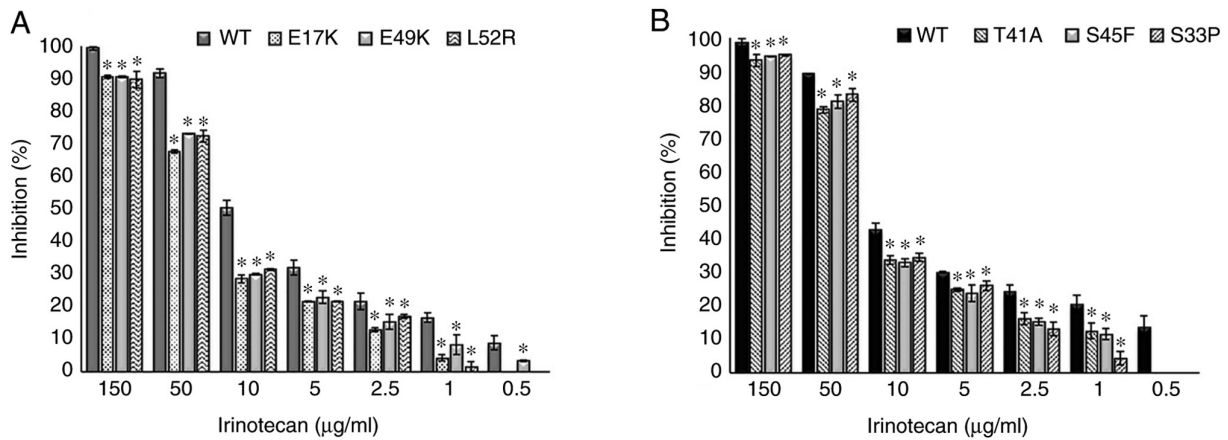 A
WT E17K E49K L52R
Inhibition (%)
100
90
80
70
60
50
40
30
20
10
0
* * *
* * *
* * *
* * *
* * *
* * *
*
150 50 10 5 2.5 1 0.5
Irinotecan (μg/ml)
B
WT T41A S45F S33P
Inhibition (%)
100
90
80
70
60
50
40
30
20
10
0
* * *
* * *
* * *
* * *
* * *
* * *
150 50 10 5 2.5 1 0.5
Irinotecan (μg/ml)